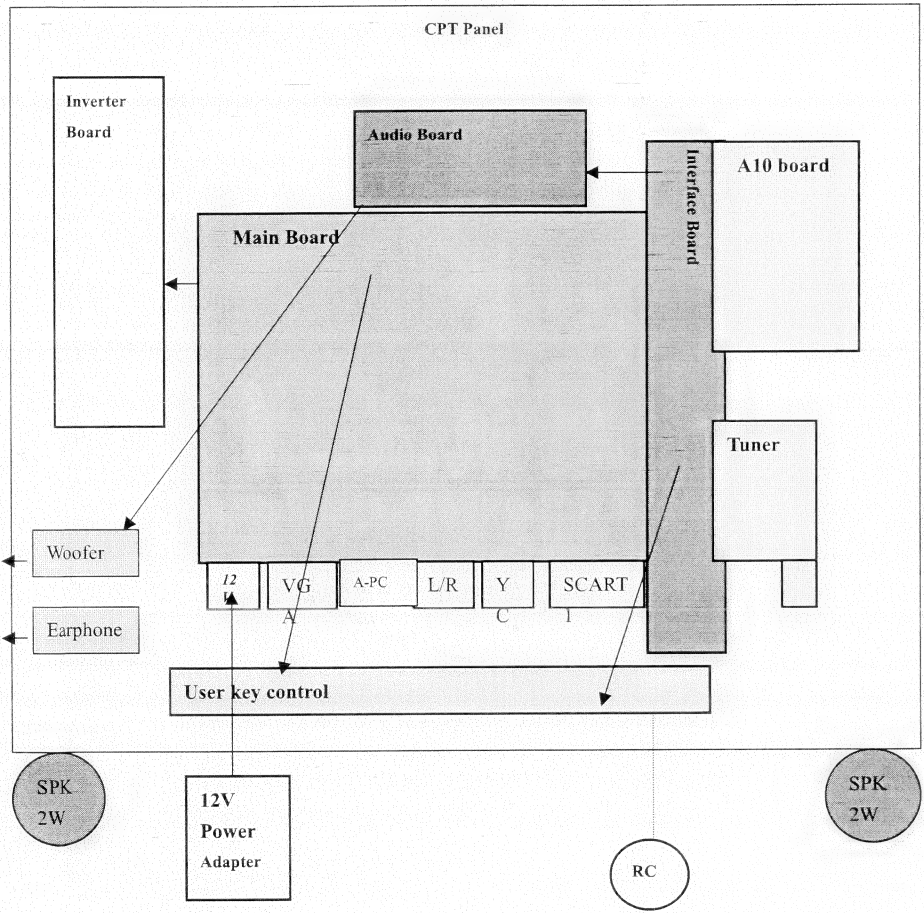 CPT Panel
Inverter
Board
Audio Board
Interface Board
A10 board
Main Board
Tuner
Woofer
Earphone
12
V
VG
A
A-PC
L/R
Y
C
SCART
1
User key control
SPK
2W
12V
Power
Adapter
RC
SPK
2W